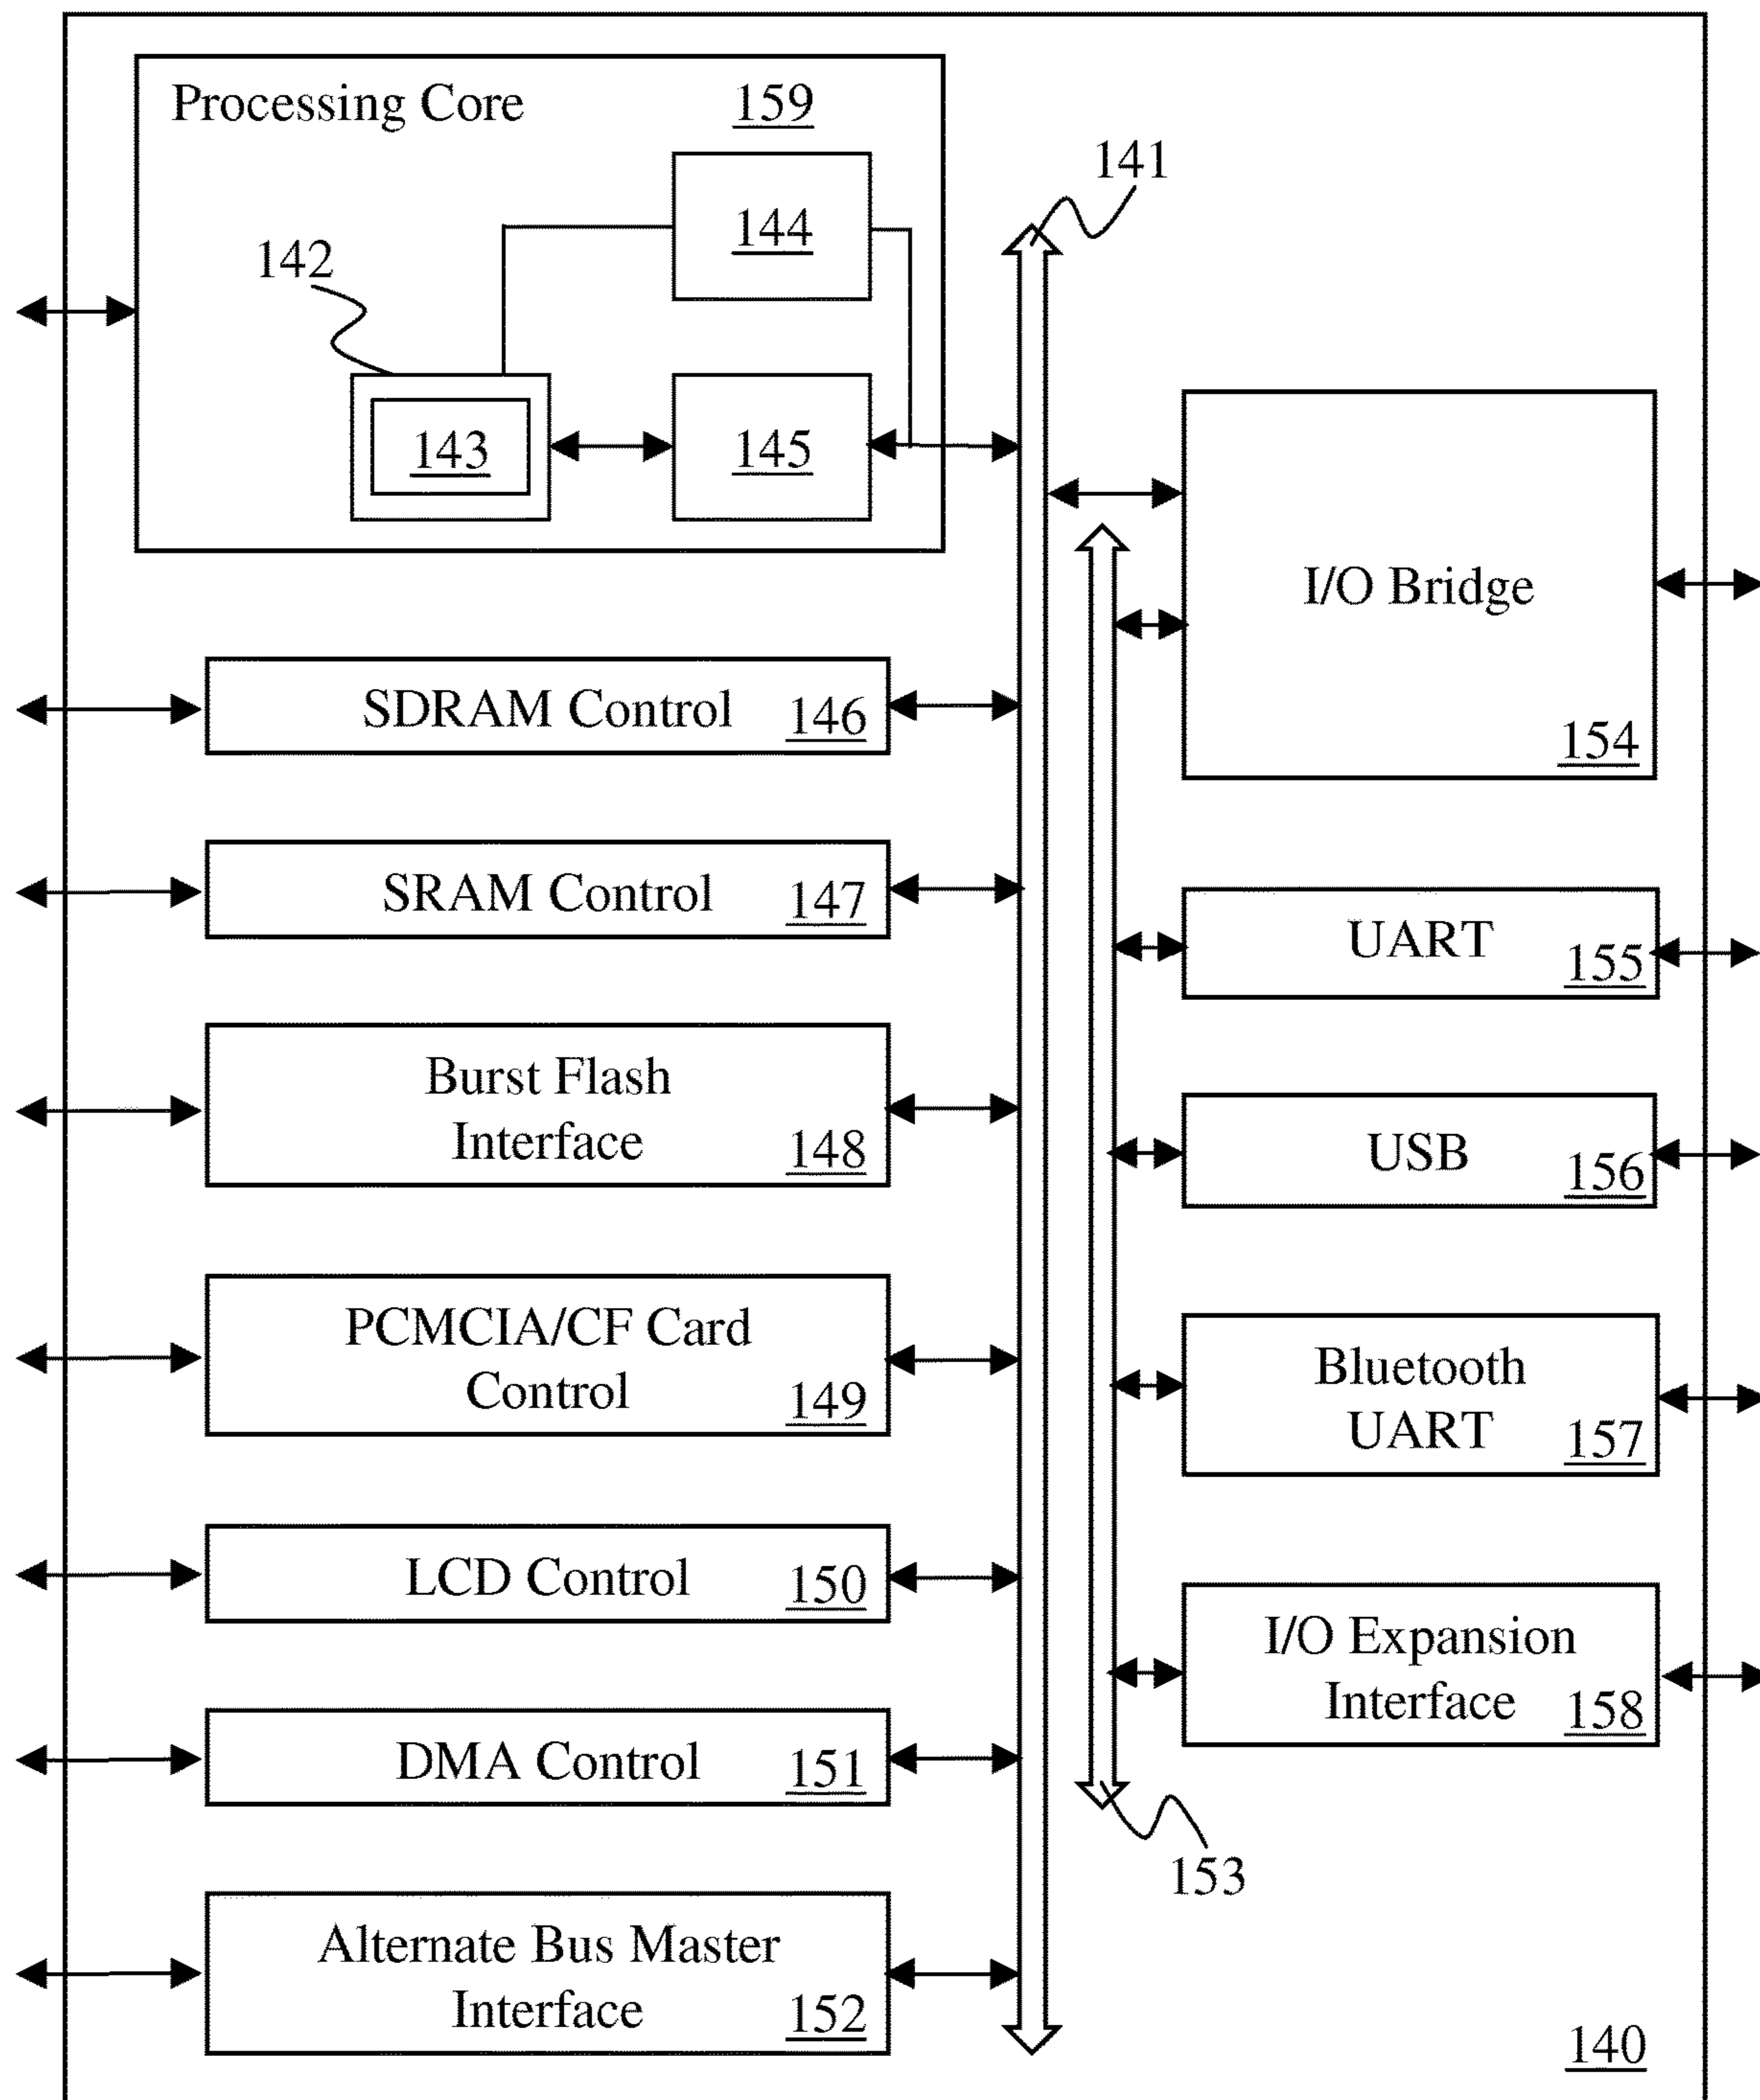 Processing Core
159
141
144
142
143
145
I/O Bridge
154
SDRAM Control
146
SRAM Control
147
UART
155
Burst Flash
Interface
148
USB
156
PCMCIA/CF Card
Control
149
Bluetooth
UART
157
LCD Control
150
I/O Expansion
Interface
158
DMA Control
151
153
Alternate Bus Master
Interface
152
140